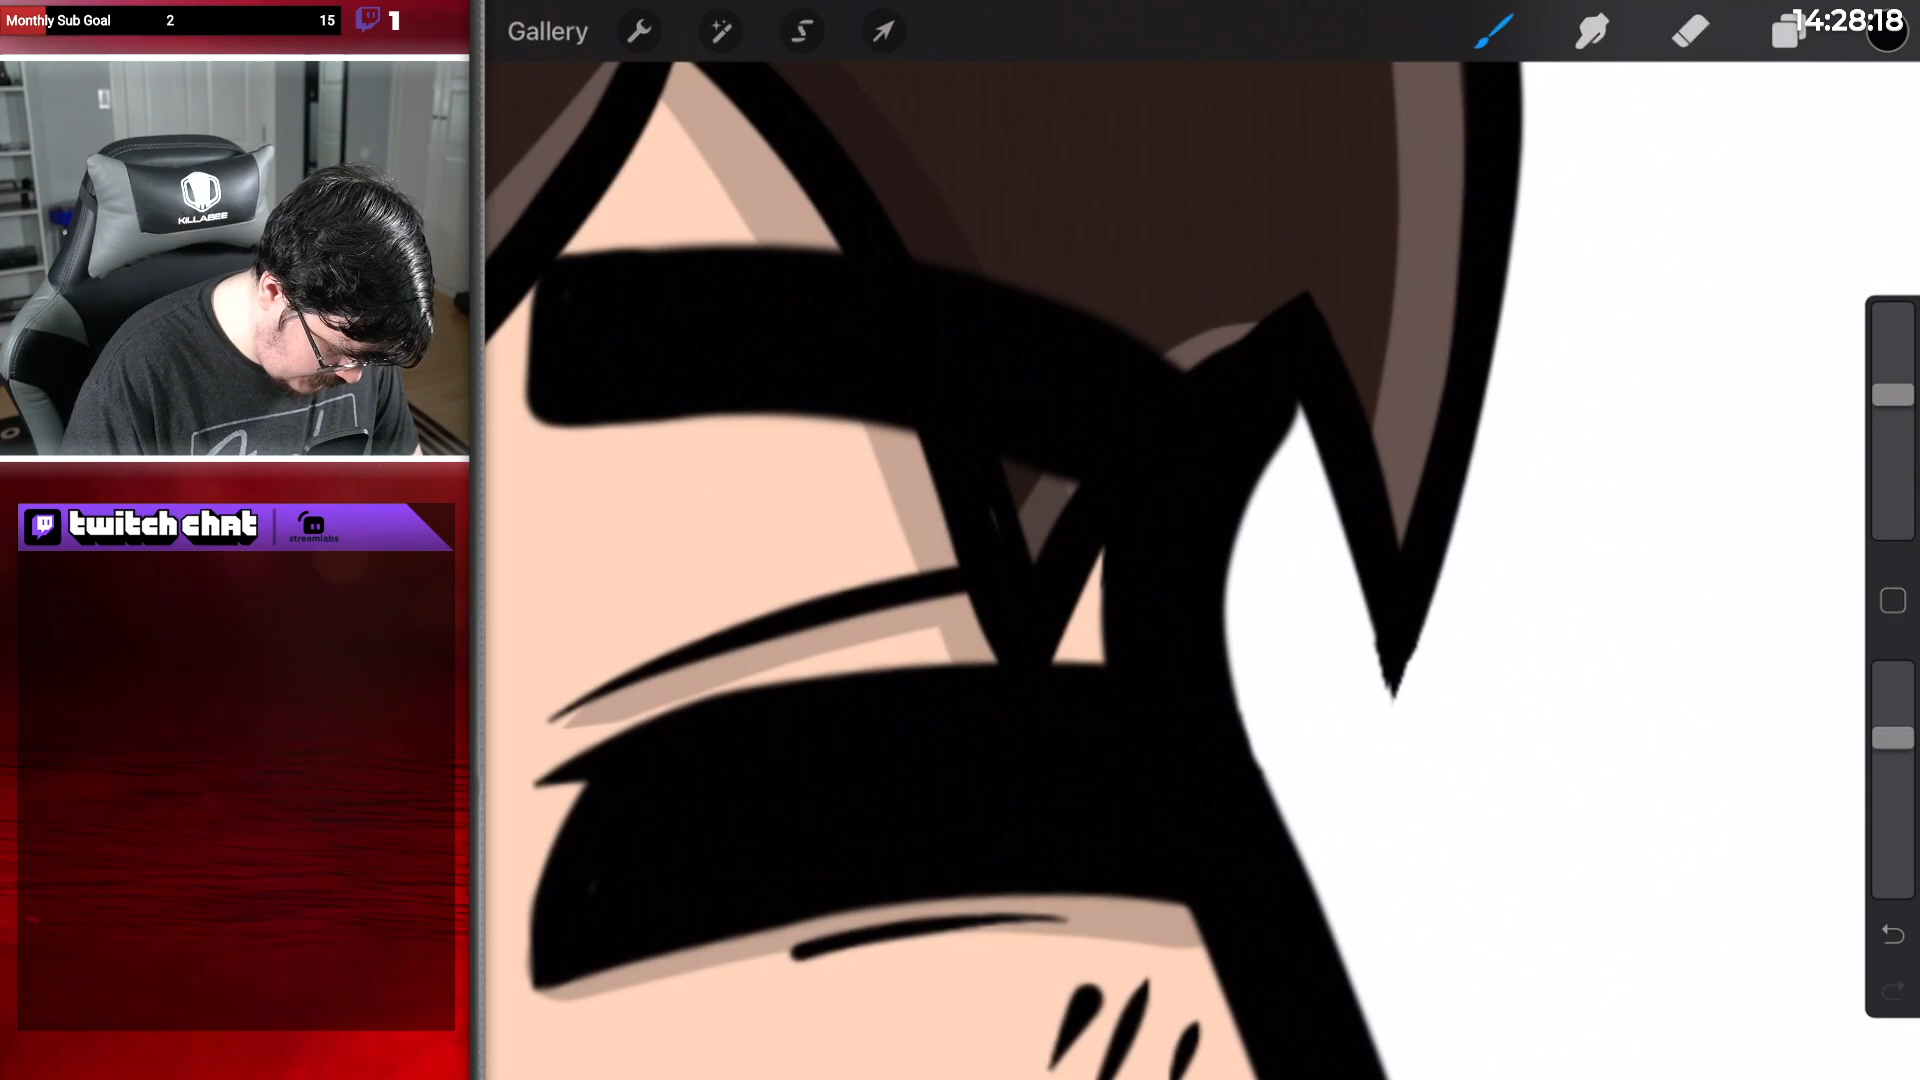 Monthly Sub Goal 2 15 1
Gallery
14:28:18
KILLABEE
twitch chat
streamlabs